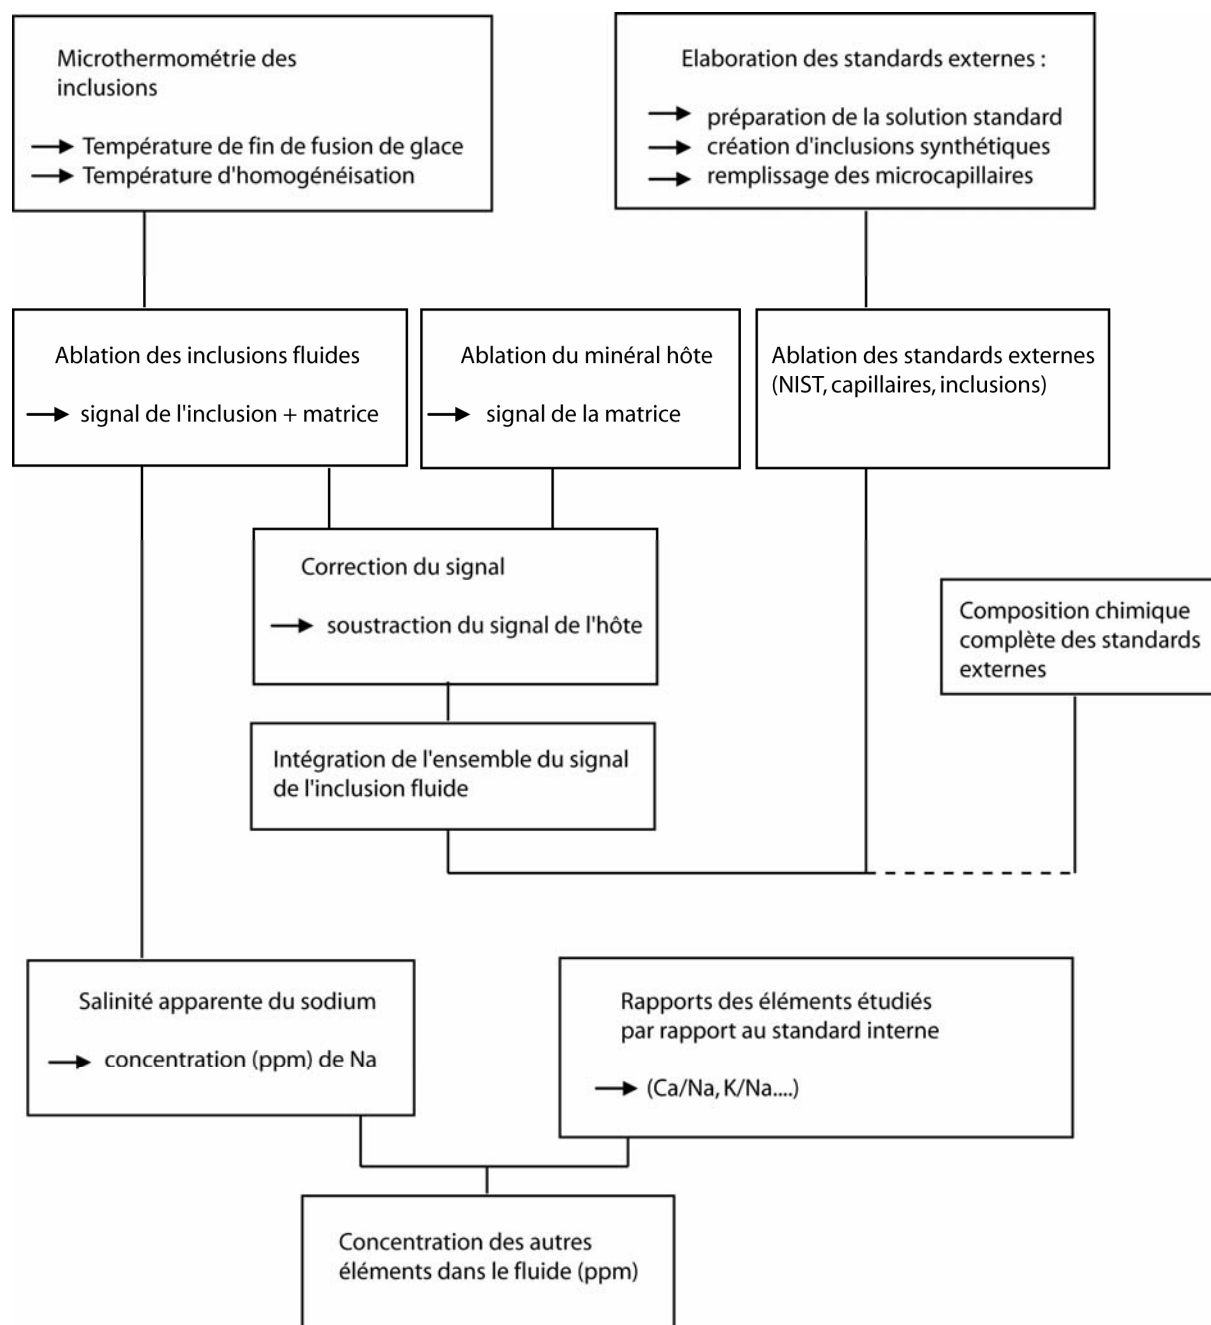 Microthermométrie des
inclusions
Température de fin de fusion de glace
Température d'homogénéisation
Elaboration des standards externes :
préparation de la solution standard
création d'inclusions synthétiques
remplissage des microcapillaires
Ablation des inclusions fluides
signal de l'inclusion + matrice
Ablation du minéral hôte
signal de la matrice
Ablation des standards externes
(NIST, capillaires, inclusions)
Correction du signal
soustraction du signal de l'hôte
Composition chimique
complète des standards
externes
Intégration de l'ensemble du signal
de l'inclusion fluide
Salinité apparente du sodium
concentration (ppm) de Na
Rapports des éléments étudiés
par rapport au standard interne
(Ca/Na, K/Na....)
Concentration des autres
éléments dans le fluide (ppm)